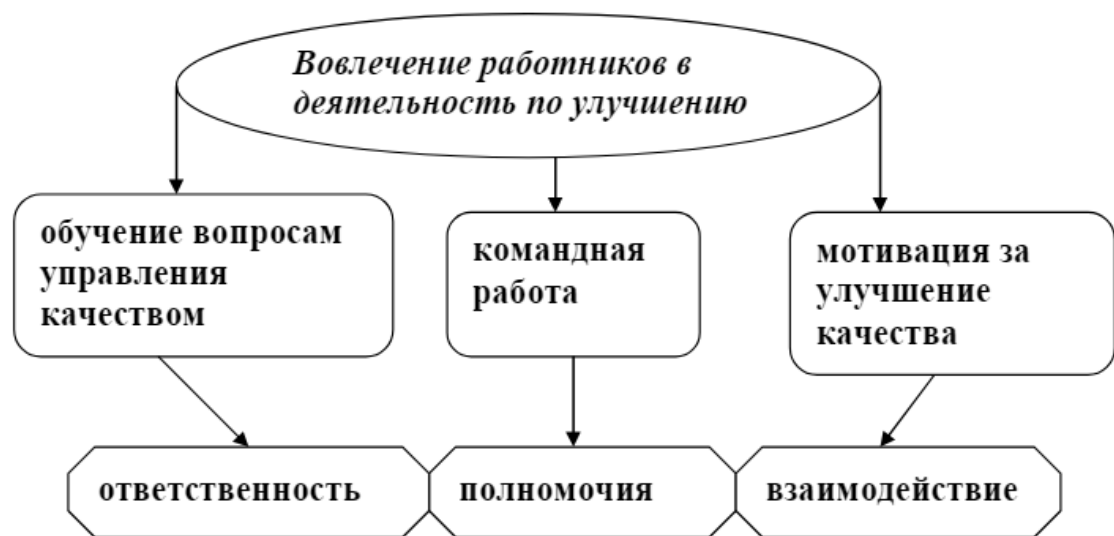 Вовлечение работников в
деятельность по улучшению
обучение вопросам
управления
качеством
командная
работа
мотивация за
улучшение
качества
ответственность
полномочия
взаимодействие